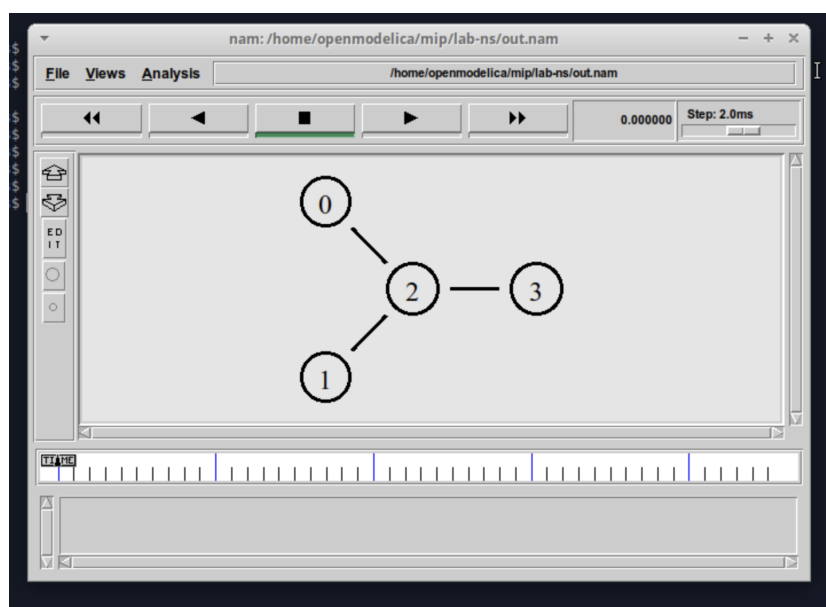 nam: /home/openmodelica/mip/lab-ns/out.nam
$
$
$
$
$
$
$
$
$
File Views Analysis /home/openmodelica/mip/lab-ns/out.nam
0.000000 Step: 2.0ms
ED
IT
0
2 3
1
TIME